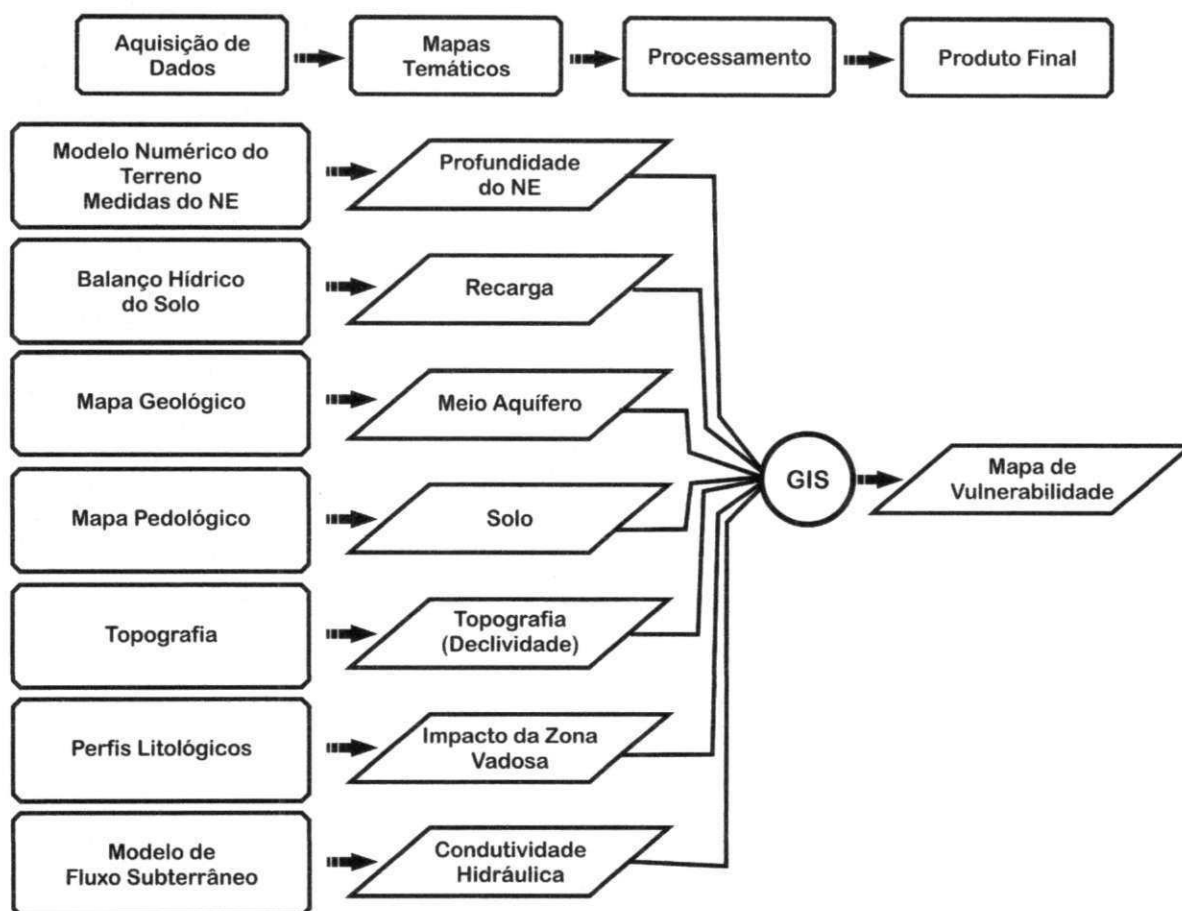 Aquisição de
Dados
Mapas
Temáticos
Processamento
Produto Final
Modelo Numérico do
Terreno
Medidas do NE
Profundidade
do NE
Balanço Hídrico
do Solo
Recarga
Mapa Geológico
Meio Aquífero
Mapa Pedológico
Solo
GIS
Mapa de
Vulnerabilidade
Topografia
Topografia
(Declividade)
Perfis Litológicos
Impacto da Zona
Vadosa
Modelo de
Fluxo Subterrâneo
Condutividade
Hidráulica